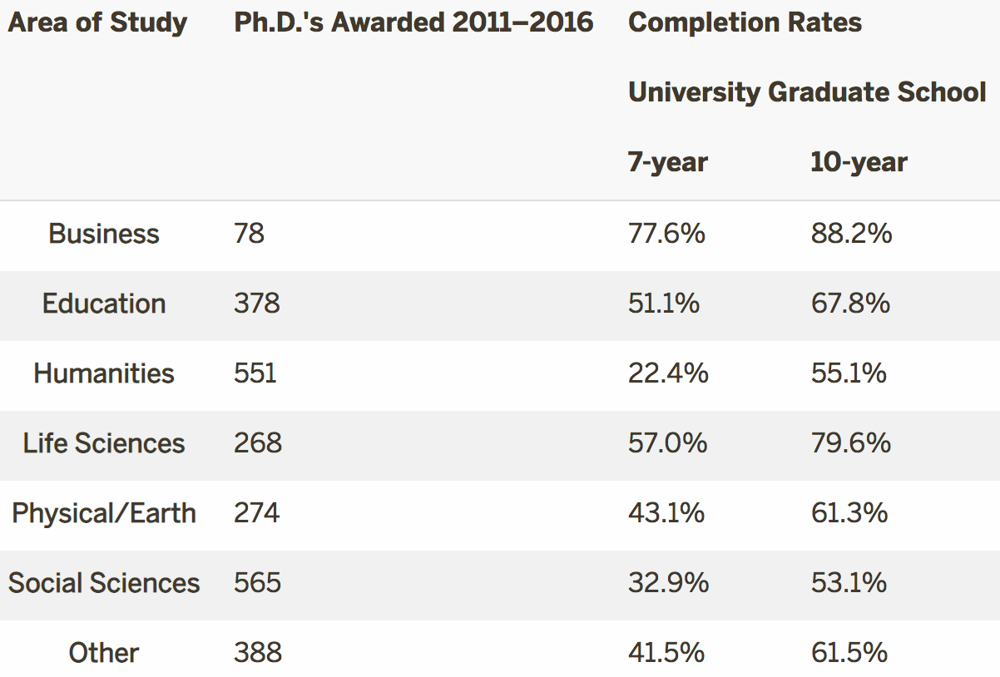 Area of Study Ph.D.'s Awarded 2011–2016 Completion Rates
University Graduate School
7-year 10-year
Business 78 77.6% 88.2%
Education 378 51.1% 67.8%
Humanities 551 22.4% 55.1%
Life Sciences 268 57.0% 79.6%
Physical/Earth 274 43.1% 61.3%
Social Sciences 565 32.9% 53.1%
Other 388 41.5% 61.5%